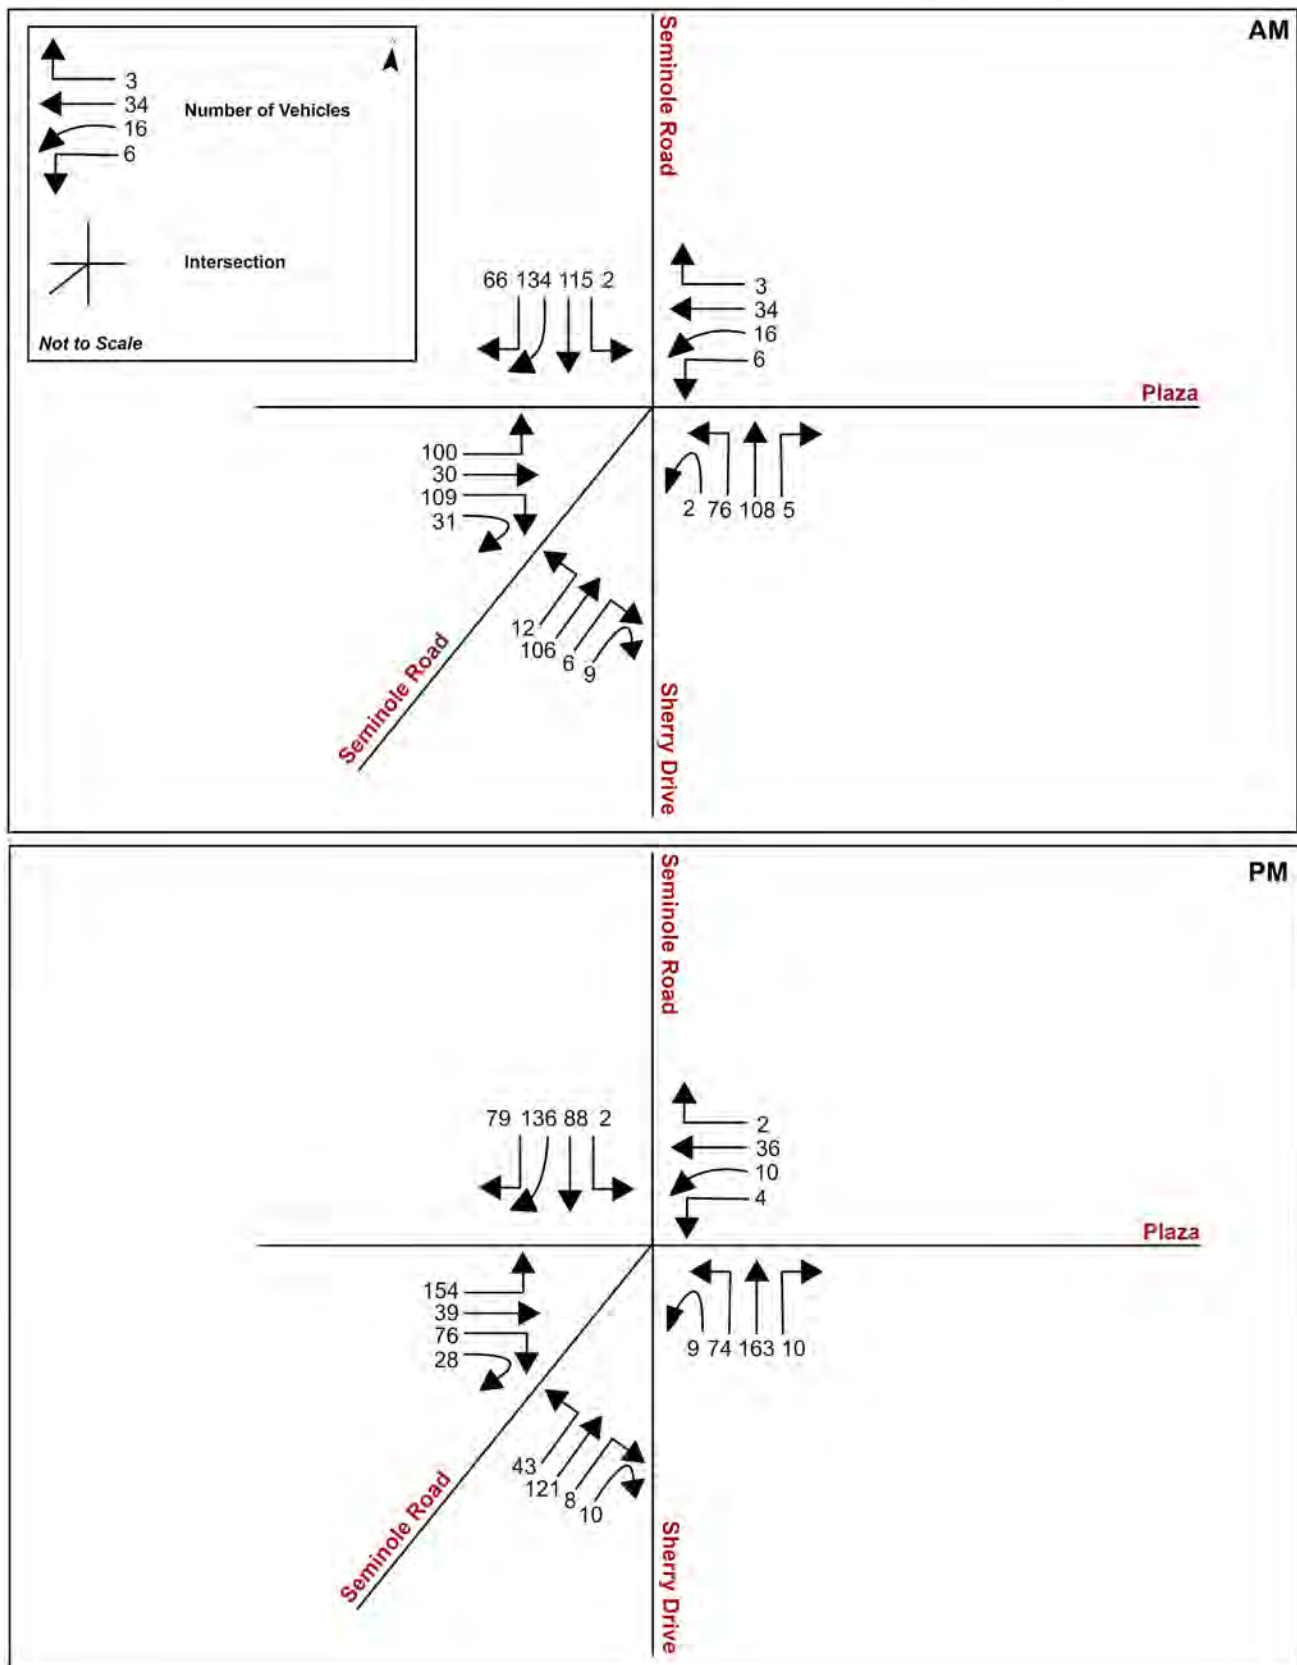 AM
3
34
Number of Vehicles
16
6
Intersection
Not to Scale
Seminole Road
66 134 115 2
3
34
16
6
Plaza
100
30
109
31
2 76 108 5
12
106
6
9
Seminole Road
Sherry Drive
PM
Seminole Road
79 136 88 2
2
36
10
4
Plaza
154
39
76
28
9 74 163 10
43
121
8
10
Seminole Road
Sherry Drive